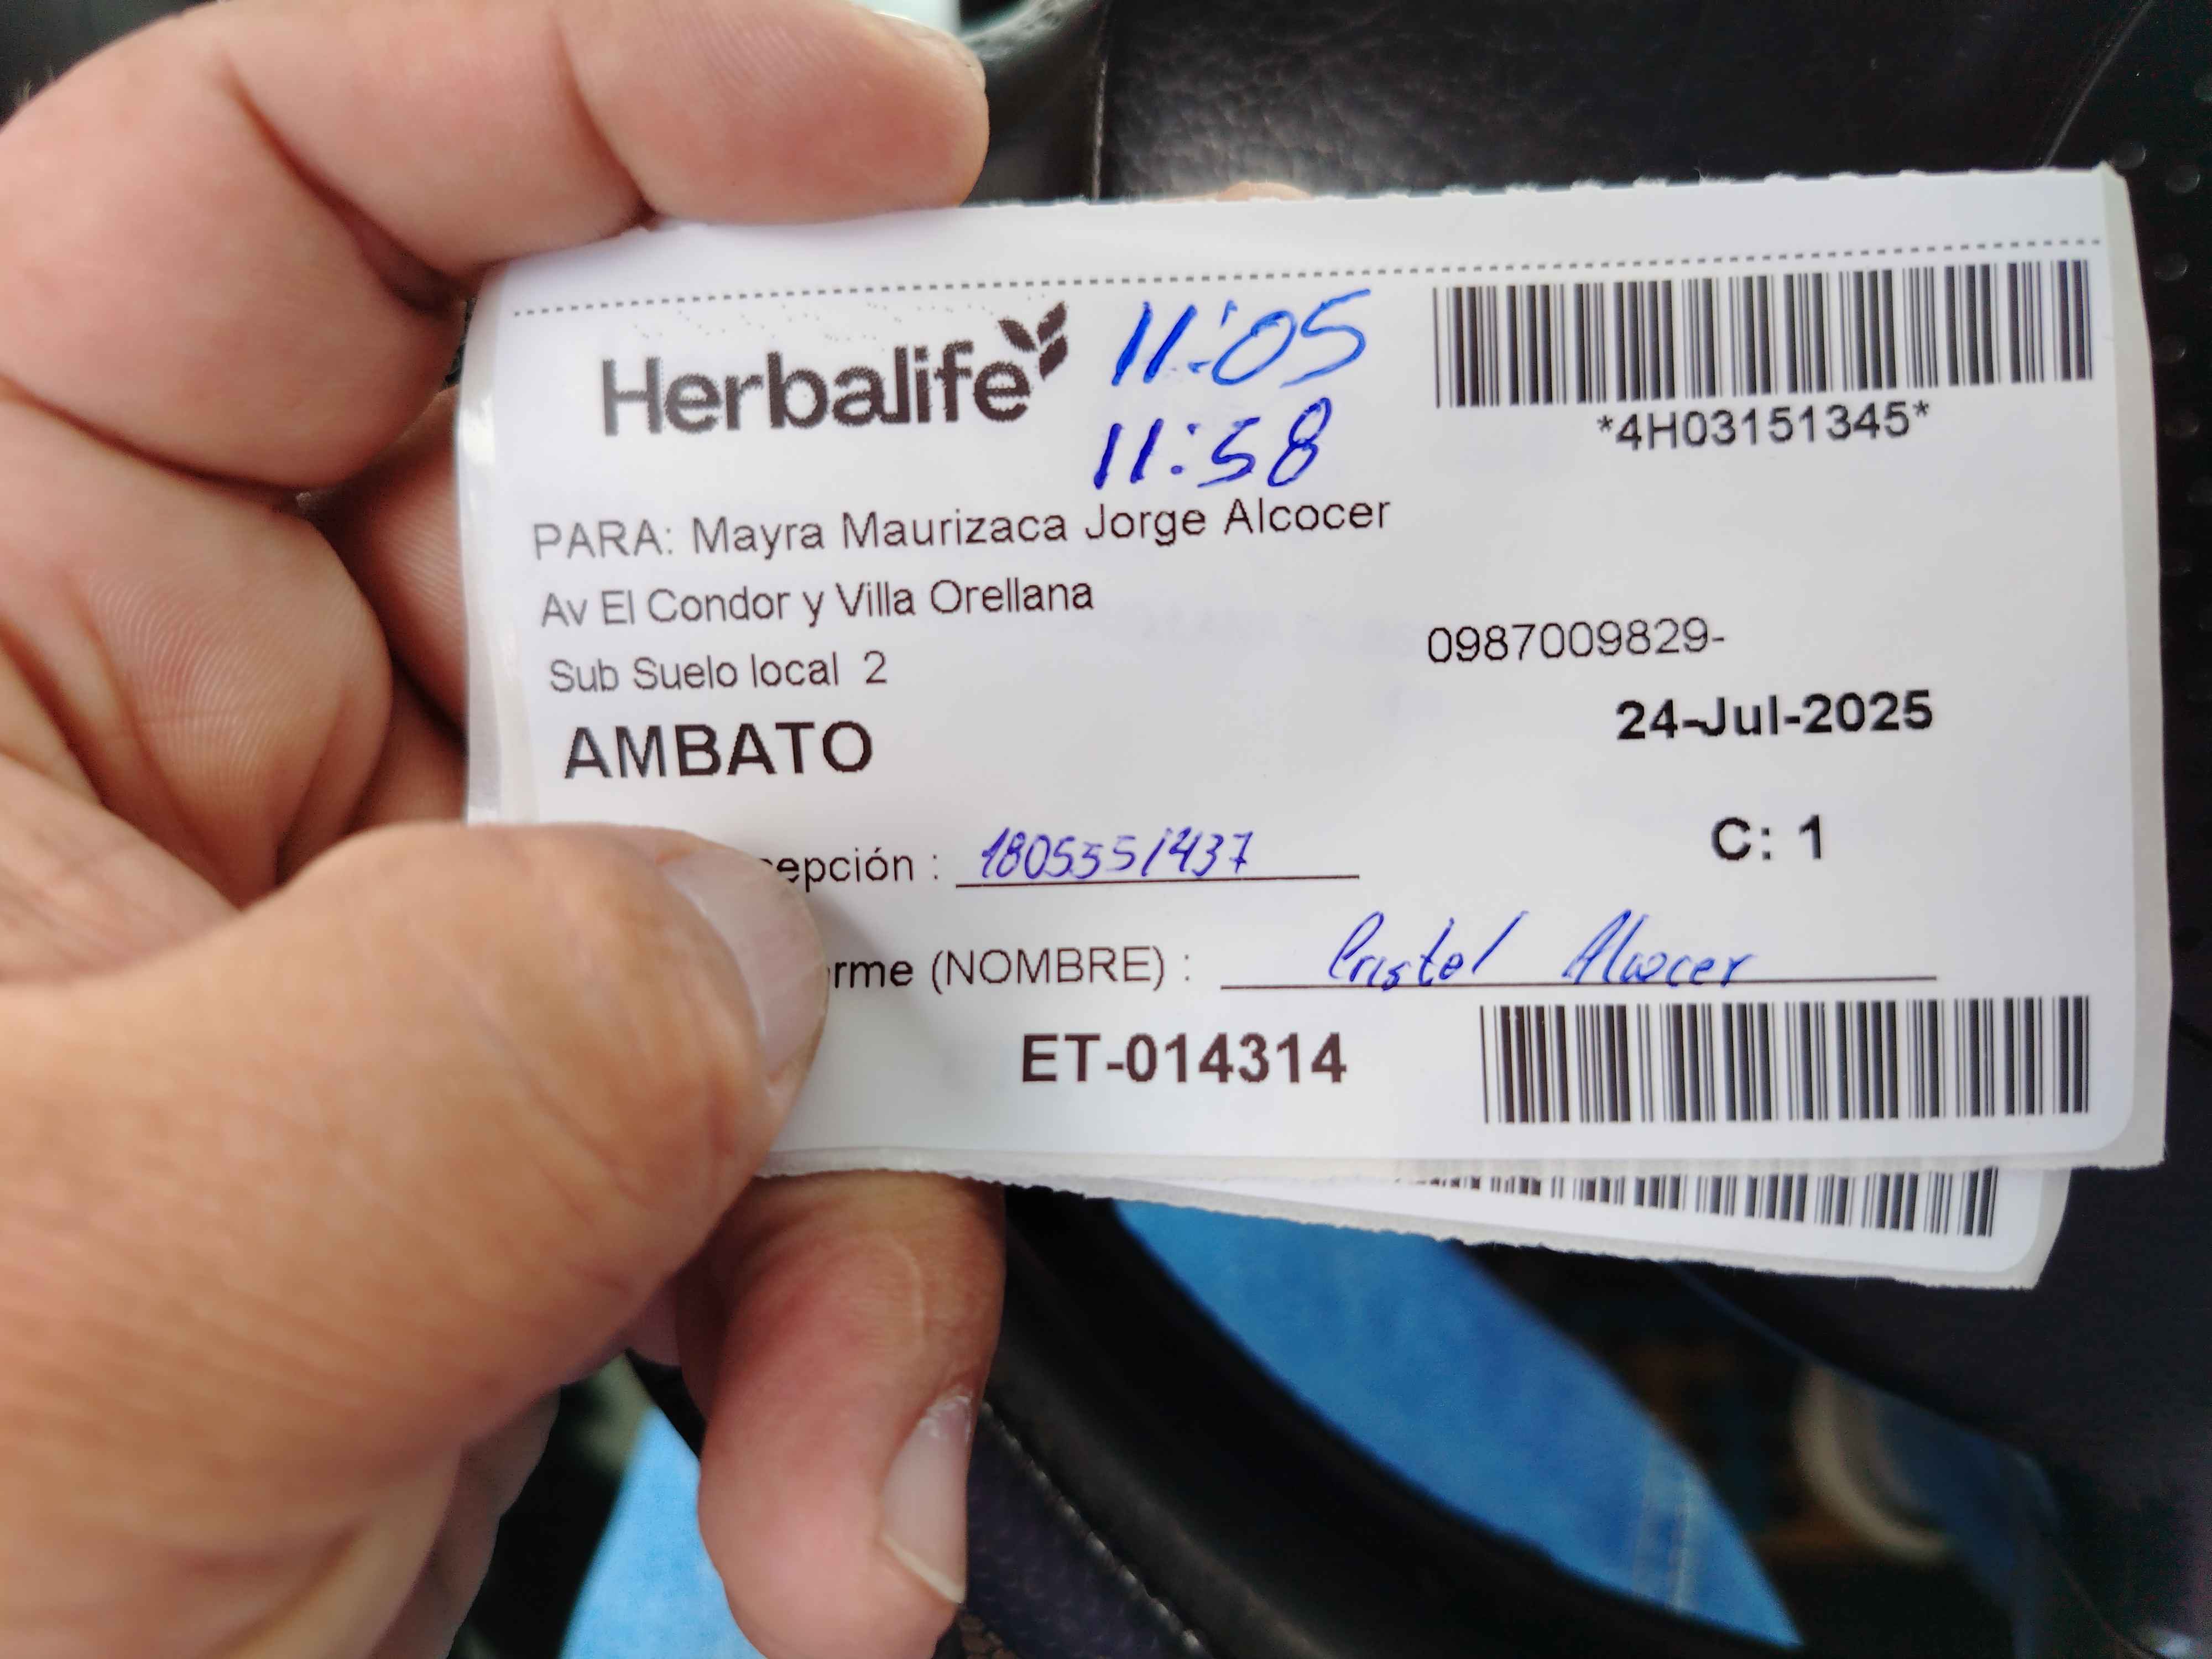 Herbalife
11:05
11:58
*4H03151345*
PARA: Mayra Maurizaca Jorge Alcocer
Av El Condor y Villa Orellana
Sub Suelo local 2
0987009829-
AMBATO
24-Jul-2025
C: 1
epción : 1805551437
rme (NOMBRE) : Cristel Alcocer
ET-014314